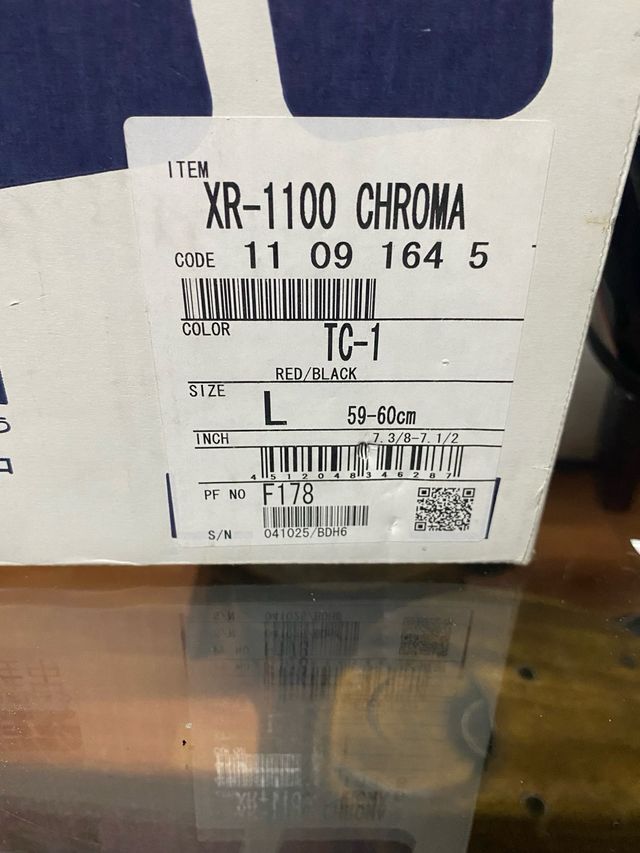 ITEM
XR-1100 CHROMA
CODE 11 09 164 5
COLOR TC-1
RED/BLACK
SIZE L 59-60cm
INCH 7.3/8-7.1/2
4 512048 346287
PF NO F178
S/N 041025/BDH6